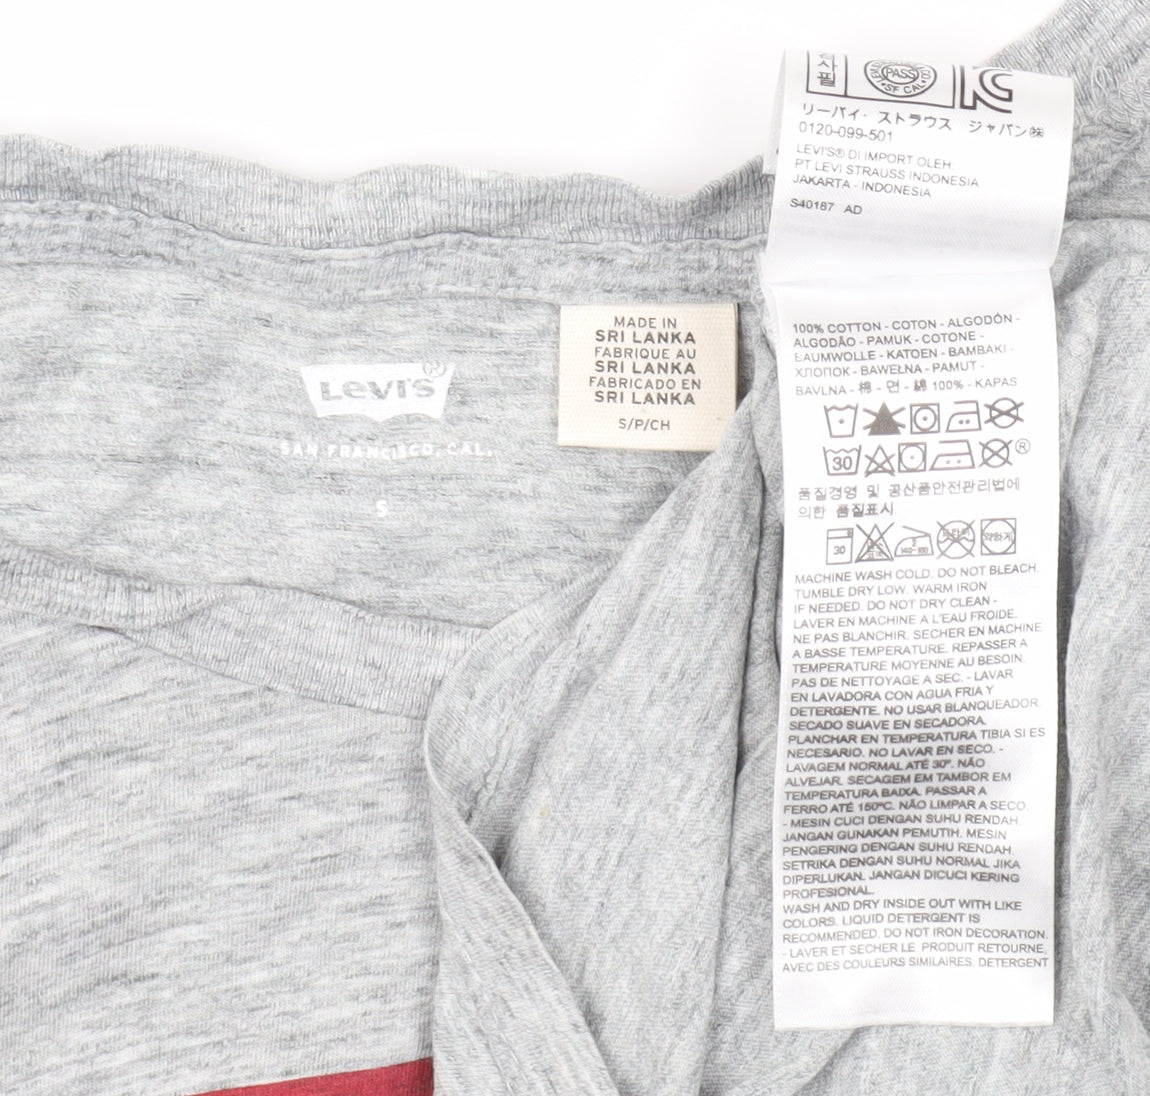 Levi's®
SAN FRANCISCO, CAL.
S
MADE IN
SRI LANKA
FABRIQUE AU
SRI LANKA
FABRICADO EN
SRI LANKA
S/P/CH
PASS
SF CAL
リーバイ・ストラウス ジャパン㈱
0120-099-501
LEVI'S® DI IMPORT OLEH
PT LEVI STRAUSS INDONESIA
JAKARTA - INDONESIA
S40187 AD
100% COTTON - COTON - ALGODÓN -
ALGODÃO - PAMUK - COTONE -
BAUMWOLLE - KATOEN - BAMBAKI -
ХЛОПОК - BAWEŁNA - PAMUT -
BAVLNA - 棉 - 면 - 綿 100% - KAPAS
30 ®
품질경영 및 공산품안전관리법에
의한 품질표시
30
MACHINE WASH COLD. DO NOT BLEACH.
TUMBLE DRY LOW. WARM IRON
IF NEEDED. DO NOT DRY CLEAN -
LAVER EN MACHINE A L'EAU FROIDE.
NE PAS BLANCHIR. SECHER EN MACHINE
A BASSE TEMPERATURE. REPASSER A
TEMPERATURE MOYENNE AU BESOIN.
PAS DE NETTOYAGE A SEC. - LAVAR
EN LAVADORA CON AGUA FRIA Y
DETERGENTE. NO USAR BLANQUEADOR.
SECADO SUAVE EN SECADORA.
PLANCHAR EN TEMPERATURA TIBIA SI ES
NECESARIO. NO LAVAR EN SECO. -
LAVAGEM NORMAL ATÉ 30º. NÃO
ALVEJAR. SECAGEM EM TAMBOR EM
TEMPERATURA BAIXA. PASSAR A
FERRO ATÉ 150ºC. NÃO LIMPAR A SECO.
- MESIN CUCI DENGAN SUHU RENDAH.
JANGAN GUNAKAN PEMUTIH. MESIN
PENGERING DENGAN SUHU RENDAH.
SETRIKA DENGAN SUHU NORMAL JIKA
DIPERLUKAN. JANGAN DICUCI KERING
PROFESIONAL.
WASH AND DRY INSIDE OUT WITH LIKE
COLORS. LIQUID DETERGENT IS
RECOMMENDED. DO NOT IRON DECORATION.
- LAVER ET SECHER LE PRODUIT RETOURNE,
AVEC DES COULEURS SIMILAIRES. DETERGENT